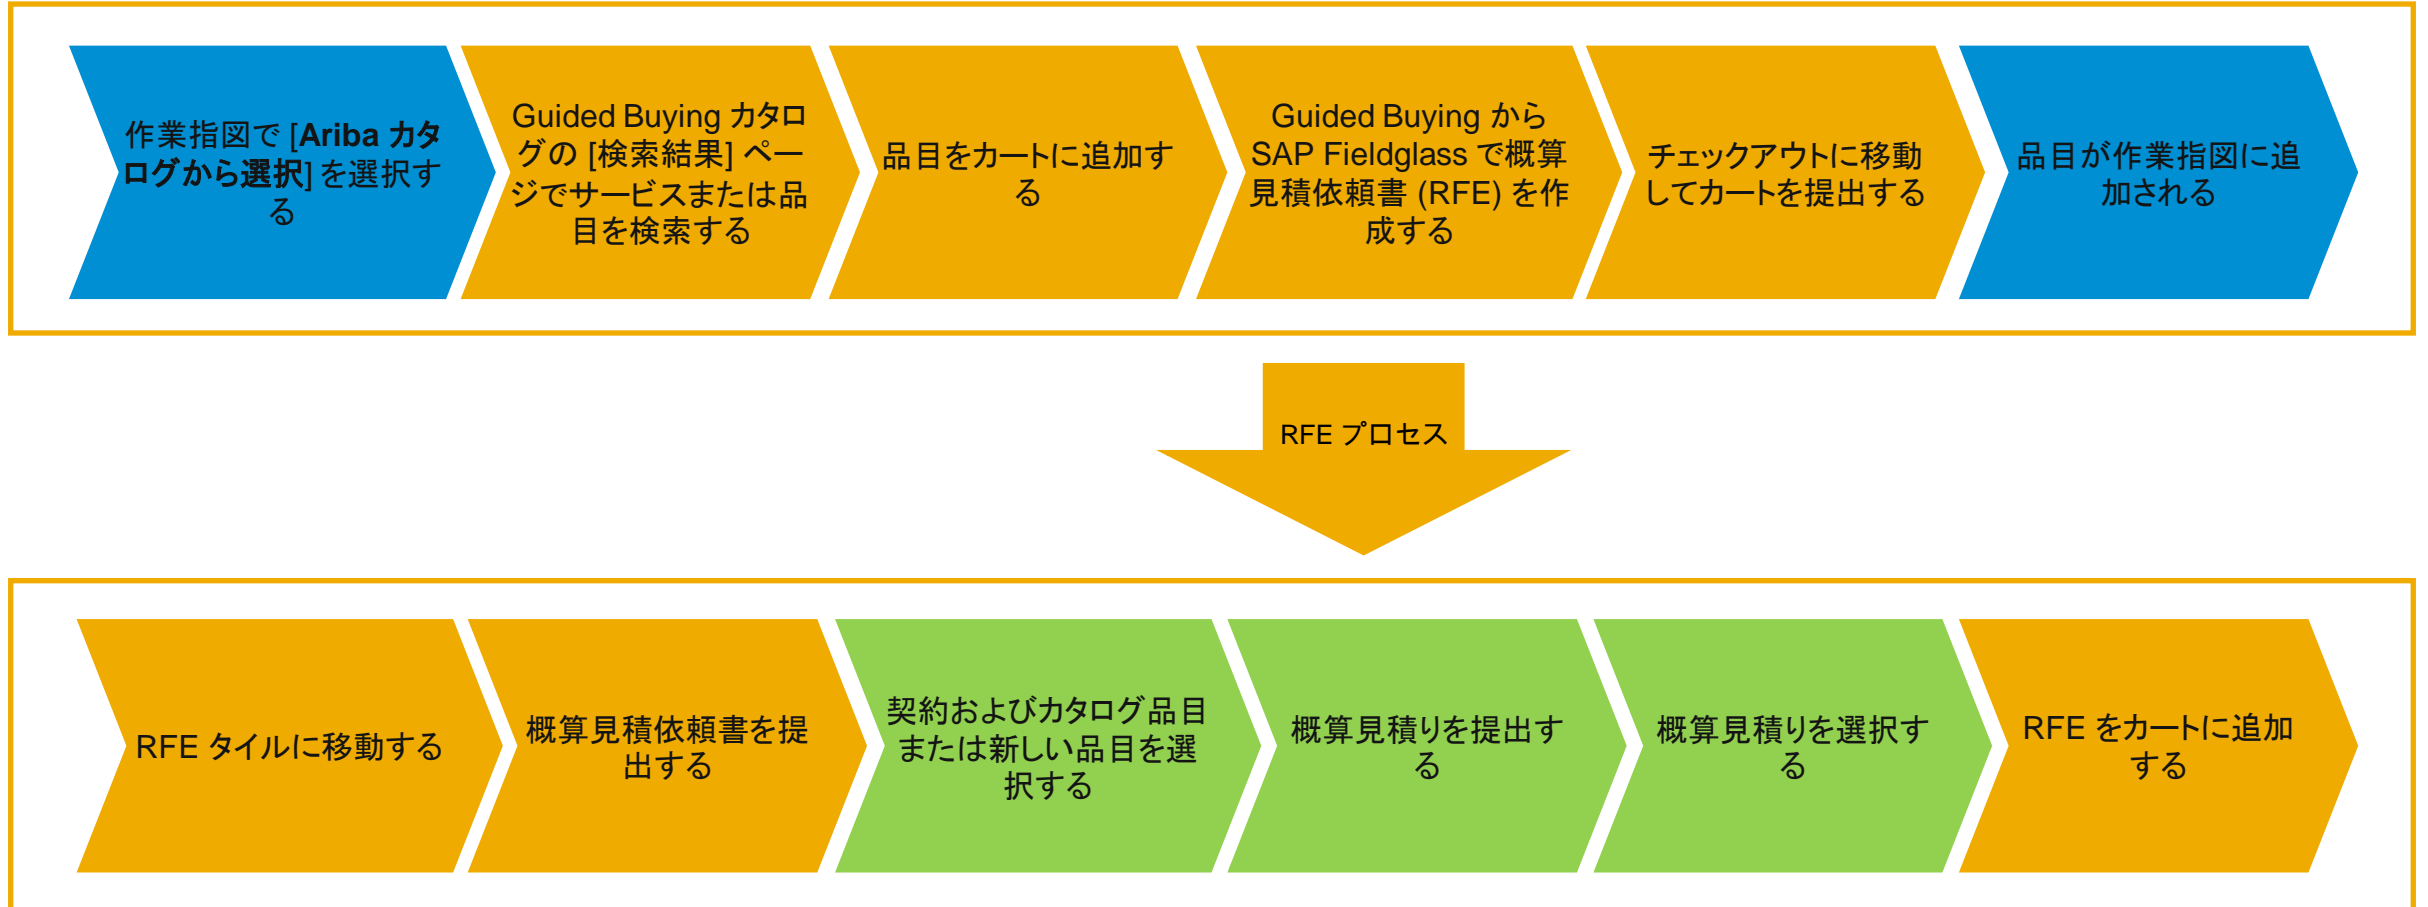 作業指図で [Ariba カタ
ログから選択] を選択す
る
Guided Buying カタロ
グの [検索結果] ペー
ジでサービスまたは品
目を検索する
品目をカートに追加す
る
Guided Buying から
SAP Fieldglass で概算
見積依頼書 (RFE) を作
成する
チェックアウトに移動
してカートを提出する
品目が作業指図に追
加される
RFE プロセス
RFE タイルに移動する
概算見積依頼書を提
出する
契約およびカタログ品目
または新しい品目を選
択する
概算見積りを提出す
る
概算見積りを選択す
る
RFE をカートに追加
する